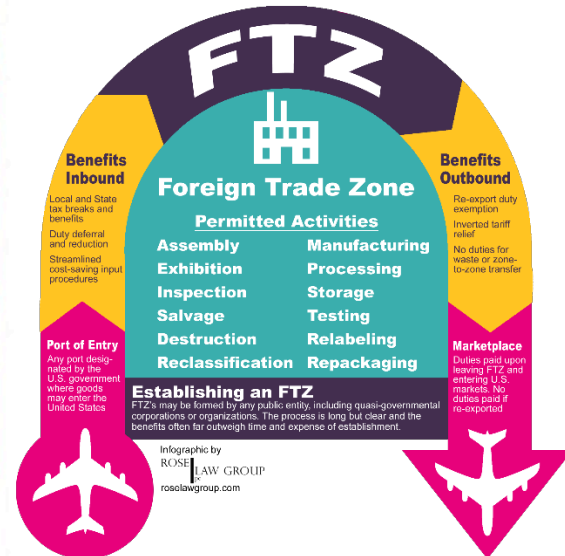 FTZ
Benefits
Inbound
Local and State
tax breaks and
benefits
Duty deferral
and reduction
Streamlined
cost-saving input
procedures
Port of Entry
Any port desig-
nated by the
U.S. government
where goods
may enter the
United States
Foreign Trade Zone
Permitted Activities
Assembly
Exhibition
Inspection
Salvage
Destruction
Reclassification
Manufacturing
Processing
Storage
Testing
Relabeling
Repackaging
Establishing an FTZ
FTZ's may be formed by any public entity, including quasi-governmental
corporations or organizations. The process is long but clear and the
benefits often far outweigh time and expense of establishment.
Benefits
Outbound
Re-export duty
exemption
Inverted tariff
relief
No duties for
waste or zone-
to-zone transfer
Marketplace
Duties paid upon
leaving FTZ and
entering U.S.
markets. No
duties paid if
re-exported
Infographic by
ROSE LAW GROUP
pc
roselawgroup.com